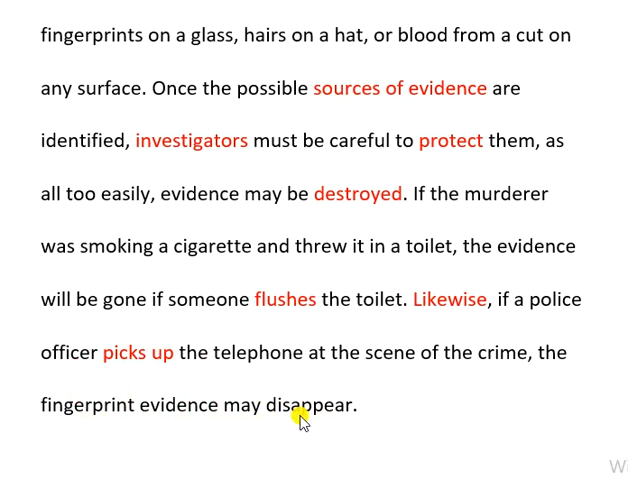 fingerprints on a glass, hairs on a hat, or blood from a cut on
any surface. Once the possible sources of evidence are
identified, investigators must be careful to protect them, as
all too easily, evidence may be destroyed. If the murderer
was smoking a cigarette and threw it in a toilet, the evidence
will be gone if someone flushes the toilet. Likewise, if a police
officer picks up the telephone at the scene of the crime, the
fingerprint evidence may disappear.